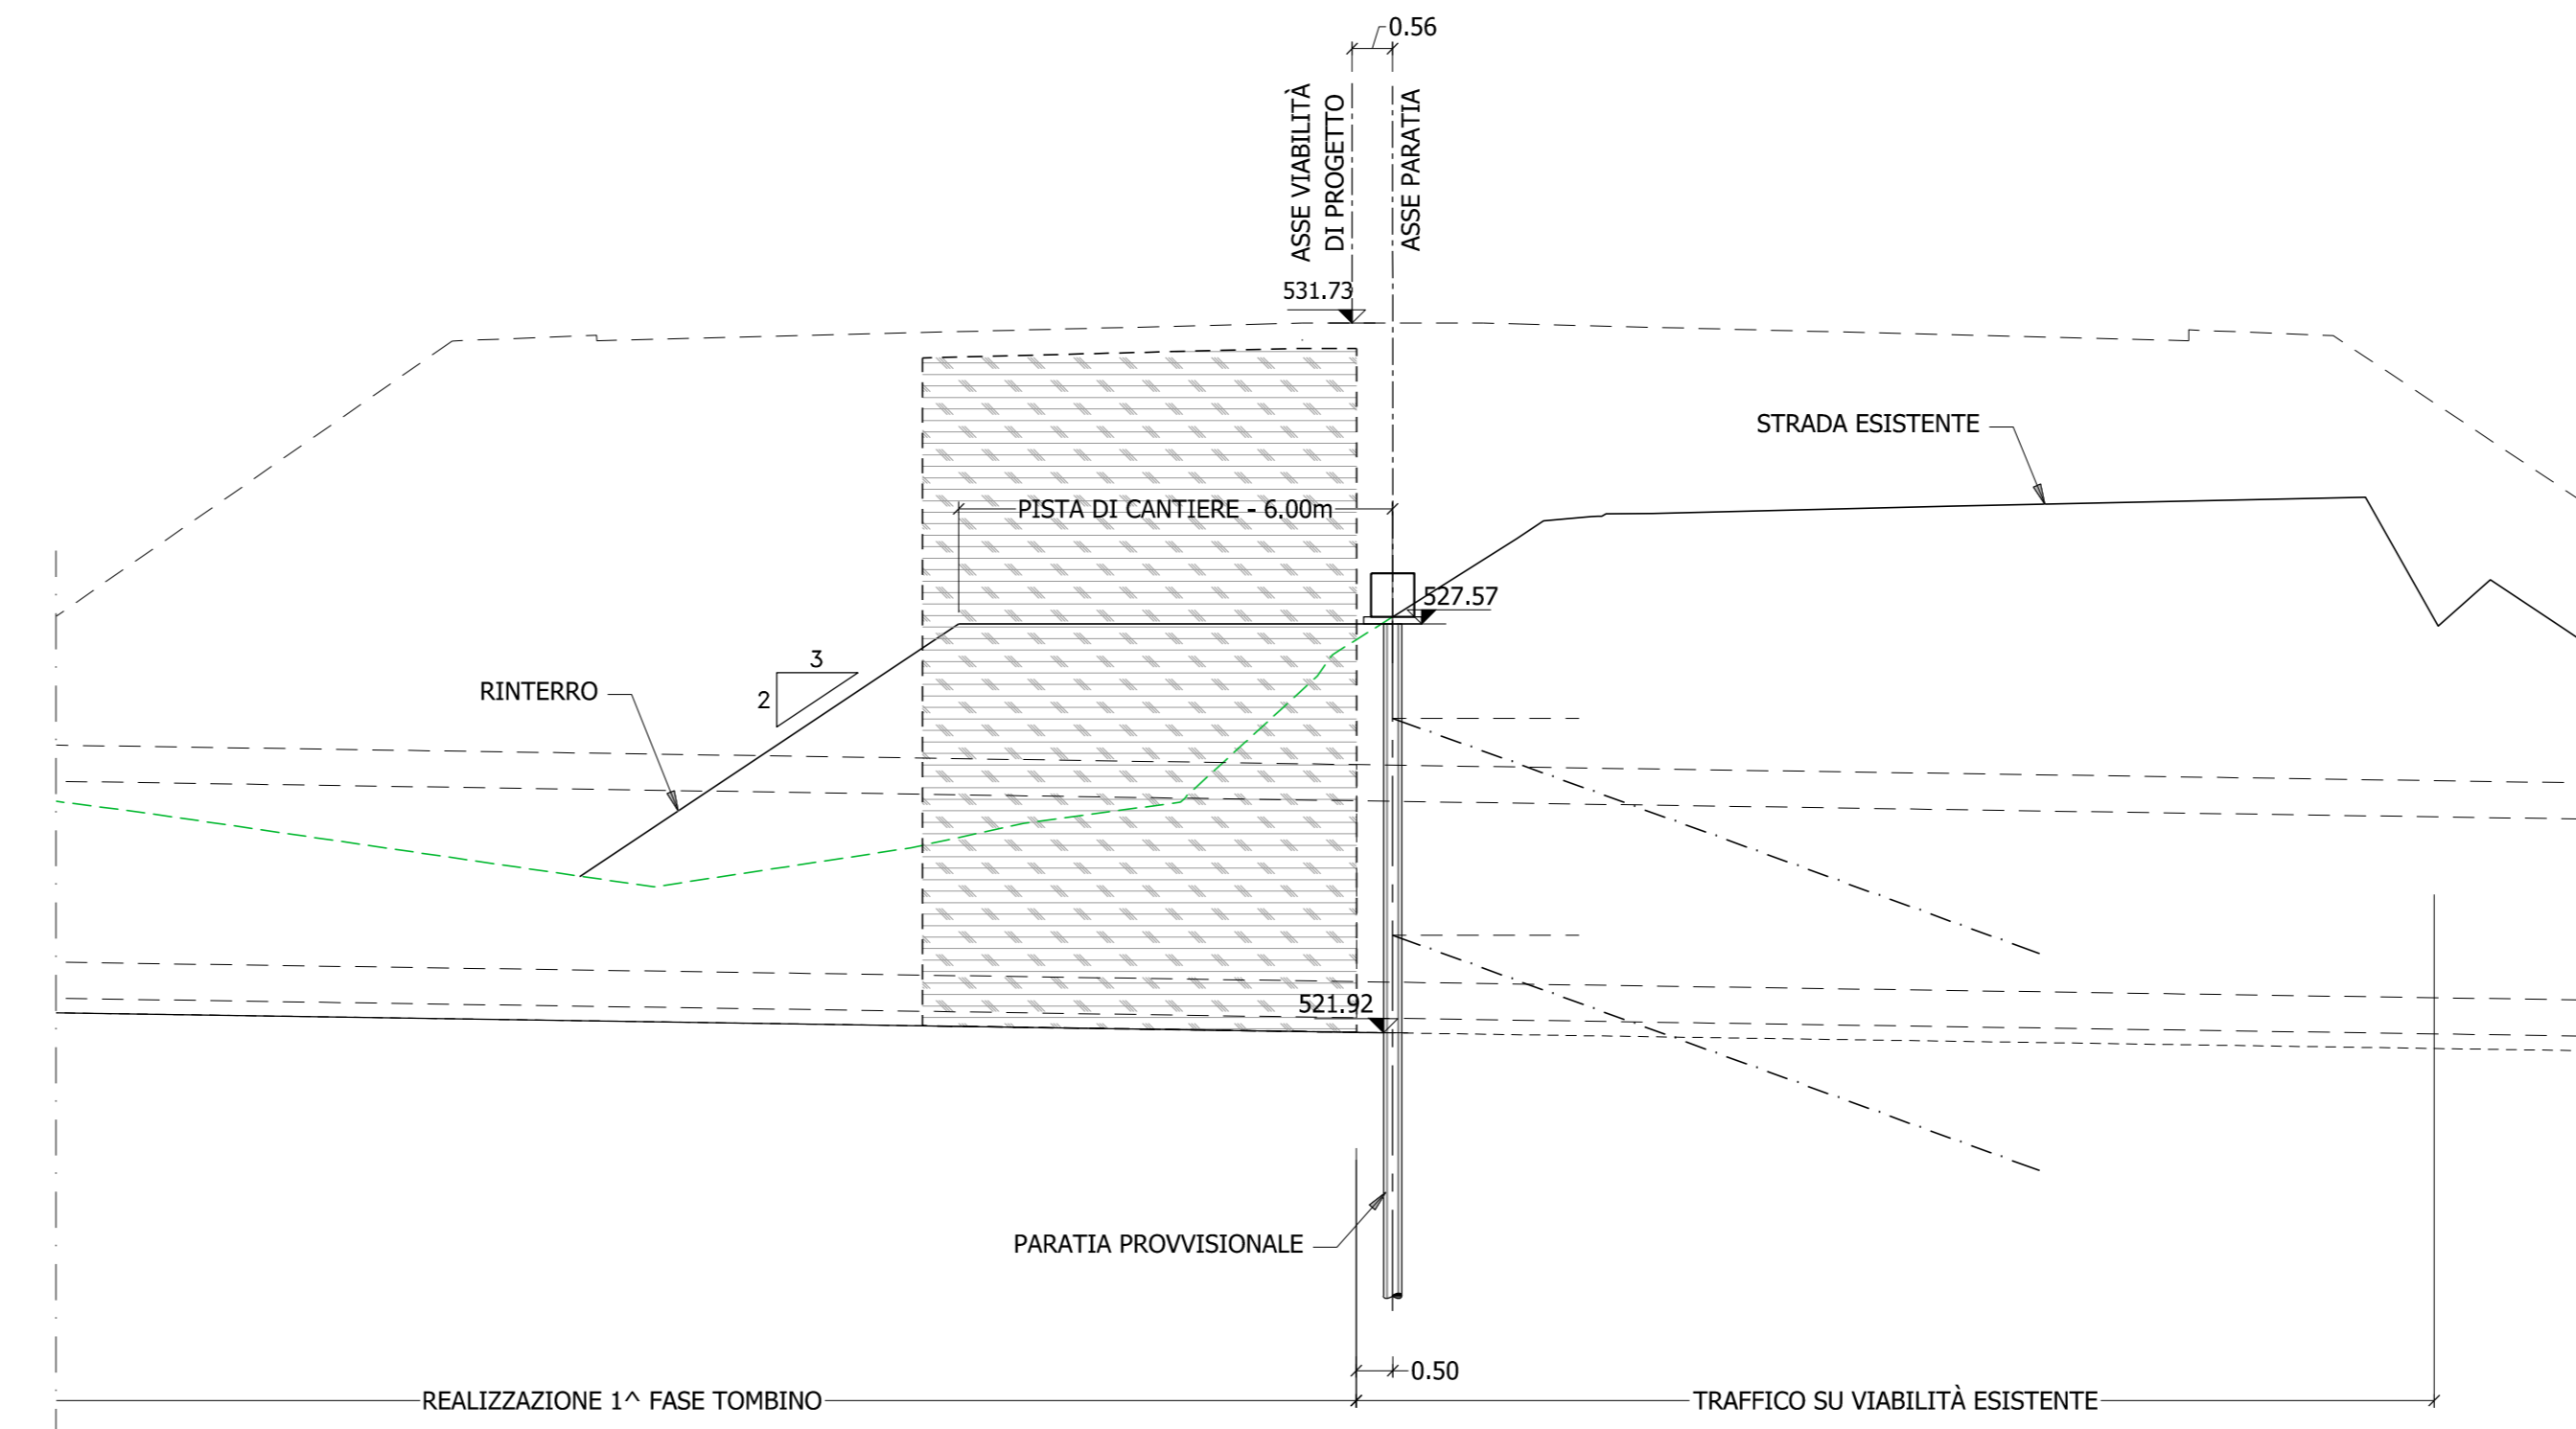 0.56
ASSE VIABILITÀ
DI PROGETTO
ASSE PARATIA
531.73
STRADA ESISTENTE
PISTA DI CANTIERE - 6.00m
527.57
3
2
RINTERRO
521.92
PARATIA PROVVISIONALE
0.50
REALIZZAZIONE 1^ FASE TOMBINO
TRAFFICO SU VIABILITÀ ESISTENTE